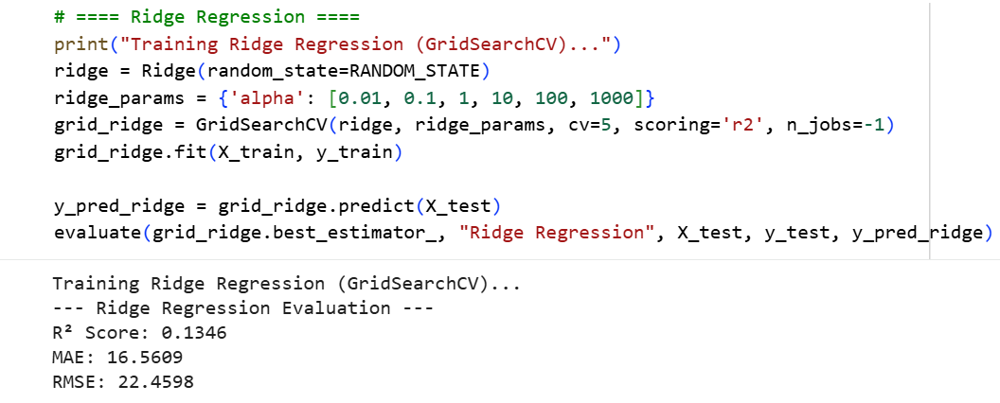 # ==== Ridge Regression ====
print("Training Ridge Regression (GridSearchCV)...")
ridge = Ridge(random_state=RANDOM_STATE)
ridge_params = {'alpha': [0.01, 0.1, 1, 10, 100, 1000]}
grid_ridge = GridSearchCV(ridge, ridge_params, cv=5, scoring='r2', n_jobs=-1)
grid_ridge.fit(X_train, y_train)
y_pred_ridge = grid_ridge.predict(X_test)
evaluate(grid_ridge.best_estimator_, "Ridge Regression", X_test, y_test, y_pred_ridge)
Training Ridge Regression (GridSearchCV)...
--- Ridge Regression Evaluation ---
R² Score: 0.1346
MAE: 16.5609
RMSE: 22.4598